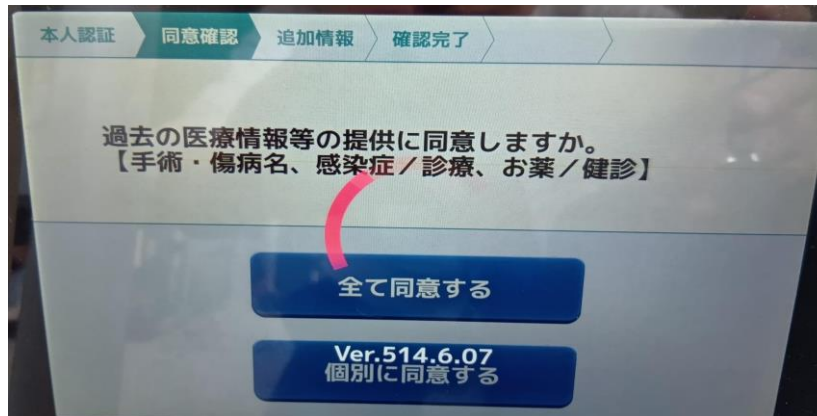 本人認証 同意確認 追加情報 確認完了
過去の医療情報等の提供に同意しますか。
【手術・傷病名、感染症／診療、お薬／健診】
全て同意する
Ver.514.6.07
個別に同意する